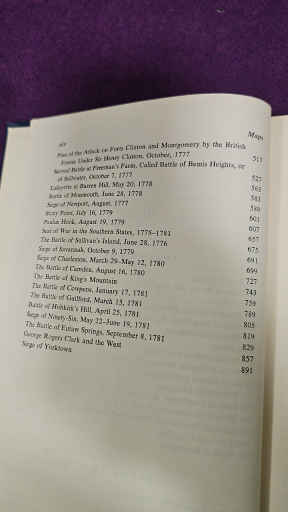 xiv
Maps
Plan of the Attack on Forts Clinton and Montgomery by the British
Forces Under Sir Henry Clinton, October, 1777 517
Second Battle at Freeman's Farm, Called Battle of Bemis Heights, or
of Stillwater, October 7, 1777 525
Lafayette at Barren Hill, May 20, 1778 562
Battle of Monmouth, June 28, 1778 583
Siege of Newport, August, 1777 589
Stony Point, July 16, 1779 601
Paulus Hook, August 19, 1779 607
Seat of War in the Southern States, 1775–1781 657
The Battle of Sullivan's Island, June 28, 1776 675
Siege of Savannah, October 9, 1779 691
Siege of Charleston, March 29–May 12, 1780 699
The Battle of Camden, August 16, 1780 727
The Battle of King's Mountain 743
The Battle of Cowpens, January 17, 1781 759
The Battle of Guilford, March 15, 1781 789
Battle of Hobkirk's Hill, April 25, 1781 805
Siege of Ninety-Six, May 22–June 19, 1781 819
The Battle of Eutaw Springs, September 8, 1781 829
George Rogers Clark and the West 857
Siege of Yorktown 891